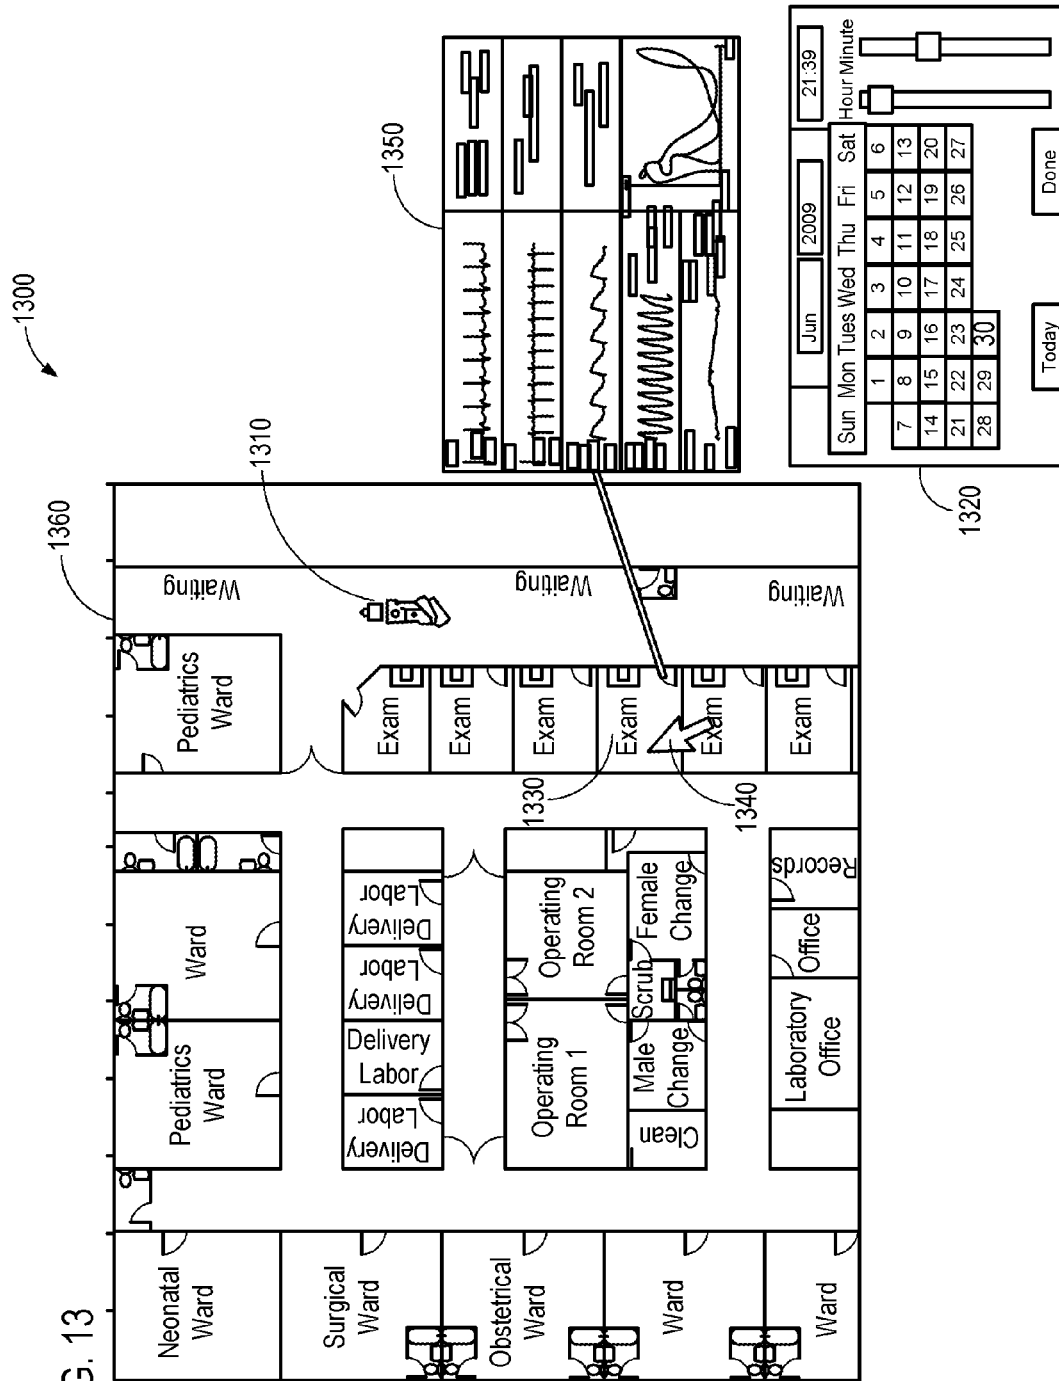 G. 13
1300
1360
1310
1350
Neonatal
Ward
Pediatrics
Ward
Ward
Pediatrics
Ward
Waiting
Surgical
Ward
Delivery
Labor
Delivery
Labor
Delivery
Labor
Delivery
Labor
Exam
Exam
Obstetrical
Ward
Operating
Room 1
Operating
Room 2
1330
Exam
Waiting
Exam
Ward
Clean
Male
Change
Scrub
Female
Change
1340
Exam
Ward
Laboratory
Office
Office
Records
Exam
Waiting
1320
Jun
2009
21:39
Sun Mon Tues Wed Thu Fri Sat
Hour Minute
1 2 3 4 5 6
7 8 9 10 11 12 13
14 15 16 17 18 19 20
21 22 23 24 25 26 27
28 29 30
Today
Done